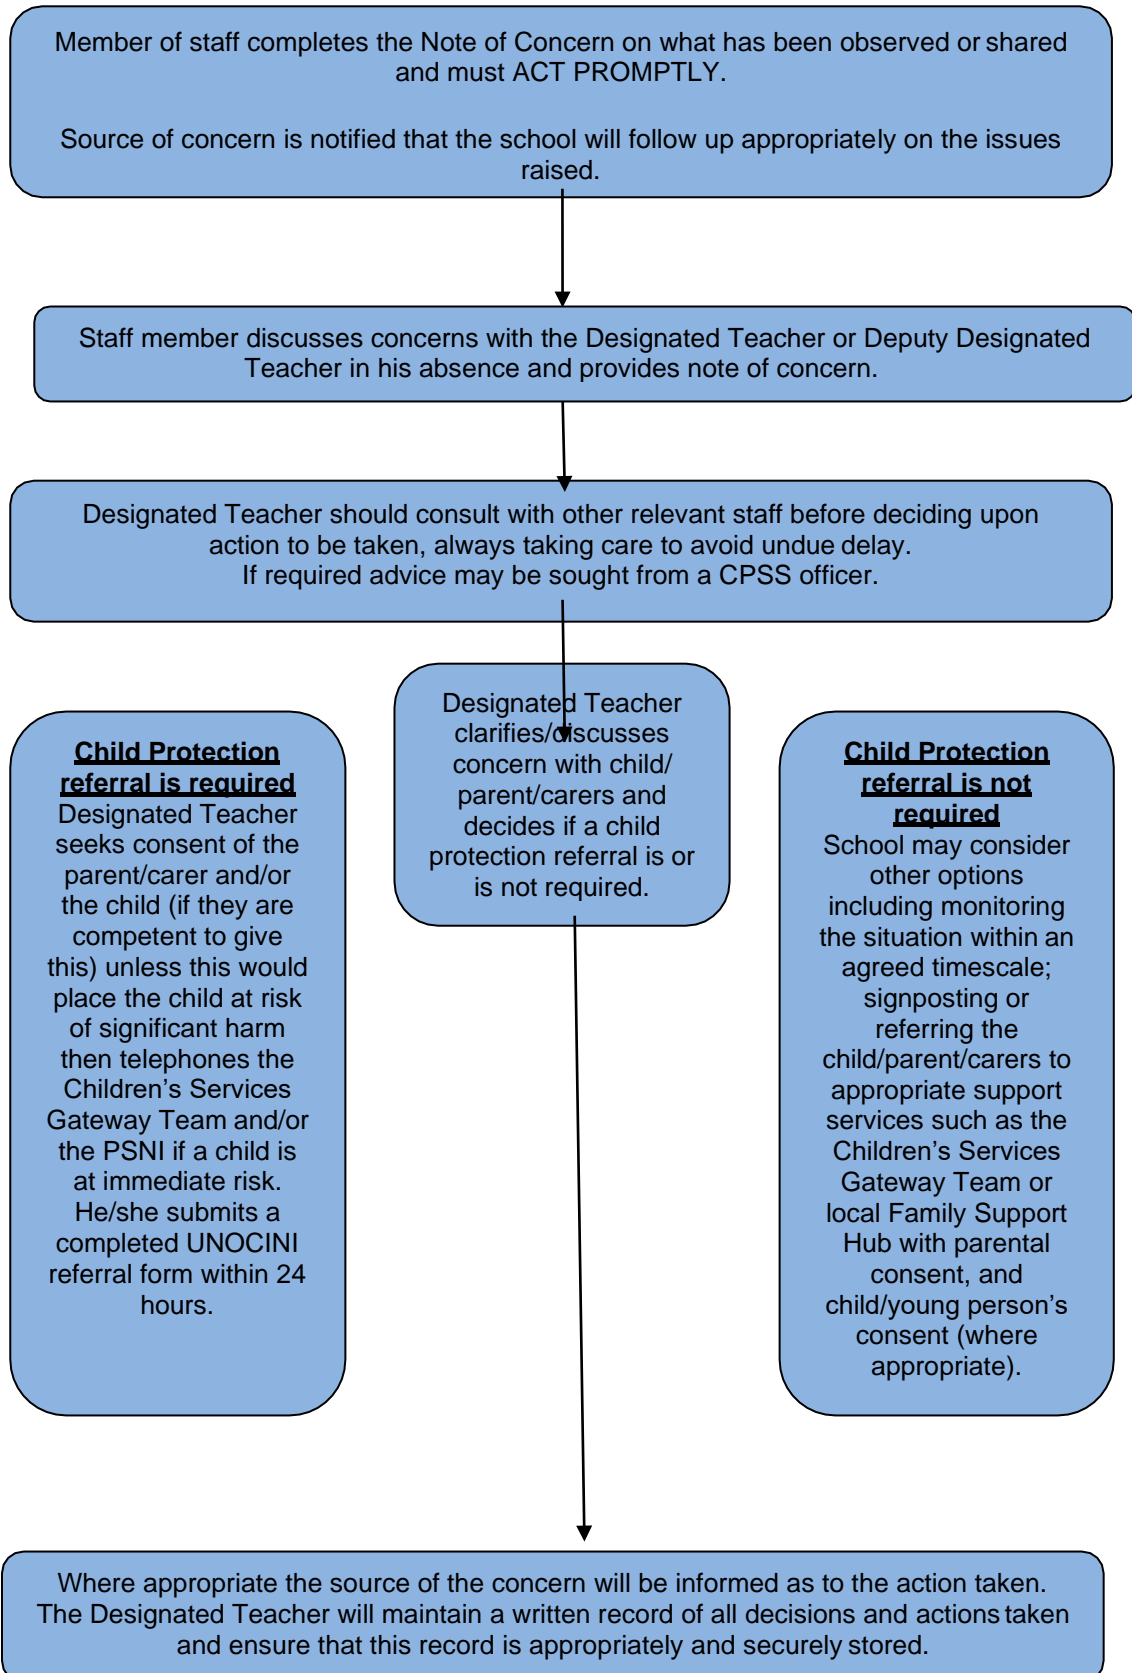 Member of staff completes the Note of Concern on what has been observed or shared
and must ACT PROMPTLY.
Source of concern is notified that the school will follow up appropriately on the issues
raised.
Staff member discusses concerns with the Designated Teacher or Deputy Designated
Teacher in his absence and provides note of concern.
Designated Teacher should consult with other relevant staff before deciding upon
action to be taken, always taking care to avoid undue delay.
If required advice may be sought from a CPSS officer.
Designated Teacher
clarifies/discusses
concern with child/
parent/carers and
decides if a child
protection referral is or
is not required.
Child Protection
referral is required
Designated Teacher
seeks consent of the
parent/carer and/or
the child (if they are
competent to give
this) unless this would
place the child at risk
of significant harm
then telephones the
Children’s Services
Gateway Team and/or
the PSNI if a child is
at immediate risk.
He/she submits a
completed UNOCINI
referral form within 24
hours.
Child Protection
referral is not
required
School may consider
other options
including monitoring
the situation within an
agreed timescale;
signposting or
referring the
child/parent/carers to
appropriate support
services such as the
Children’s Services
Gateway Team or
local Family Support
Hub with parental
consent, and
child/young person’s
consent (where
appropriate).
Where appropriate the source of the concern will be informed as to the action taken.
The Designated Teacher will maintain a written record of all decisions and actions taken
and ensure that this record is appropriately and securely stored.